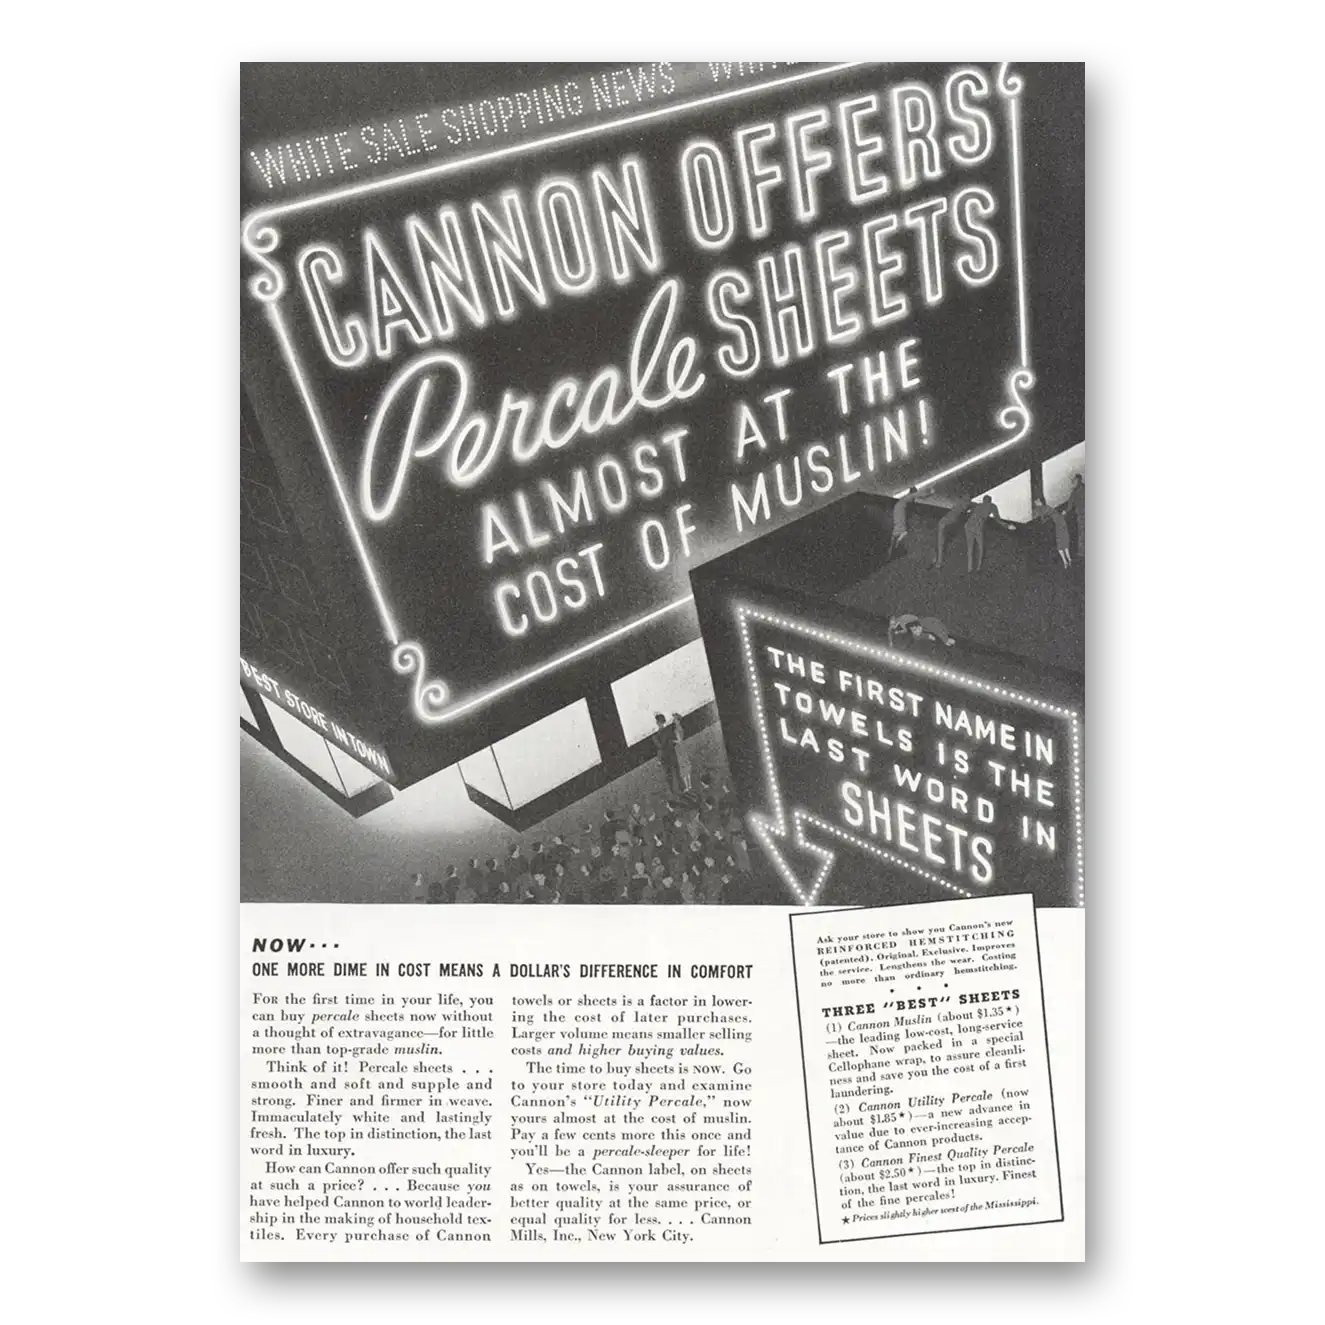 WHITE SALE SHOPPING NEWS
CANNON OFFERS
Percale SHEETS
ALMOST AT THE
COST OF MUSLIN!
BEST STORE IN TOWN
THE FIRST NAME IN
TOWELS IS THE
LAST WORD IN
SHEETS
NOW...
ONE MORE DIME IN COST MEANS A DOLLAR'S DIFFERENCE IN COMFORT
FOR the first time in your life, you
can buy percale sheets now without
a thought of extravagance—for little
more than top-grade muslin.
Think of it! Percale sheets . . .
smooth and soft and supple and
strong. Finer and firmer in weave.
Immaculately white and lastingly
fresh. The top in distinction, the last
word in luxury.
How can Cannon offer such quality
at such a price? . . . Because you
have helped Cannon to world leader-
ship in the making of household tex-
tiles. Every purchase of Cannon
towels or sheets is a factor in lower-
ing the cost of later purchases.
Larger volume means smaller selling
costs and higher buying values.
The time to buy sheets is NOW. Go
to your store today and examine
Cannon's "Utility Percale," now
yours almost at the cost of muslin.
Pay a few cents more this once and
you'll be a percale-sleeper for life!
Yes—the Cannon label, on sheets
as on towels, is your assurance of
better quality at the same price, or
equal quality for less. . . . Cannon
Mills, Inc., New York City.
Ask your store to show you Cannon's new
REINFORCED HEMSTITCHING
(patented). Original. Exclusive. Improves
the service. Lengthens the wear. Costing
no more than ordinary hemstitching.
• • •
THREE "BEST" SHEETS
(1) Cannon Muslin (about $1.35★)
—the leading low-cost, long-service
sheet. Now packed in a special
Cellophane wrap, to assure cleanli-
ness and save you the cost of a first
laundering.
(2) Cannon Utility Percale (now
about $1.85★)—a new advance in
value due to ever-increasing accep-
tance of Cannon products.
(3) Cannon Finest Quality Percale
(about $2.50★)—the top in distinc-
tion, the last word in luxury. Finest
of the fine percales!
★Prices slightly higher west of the Mississippi.